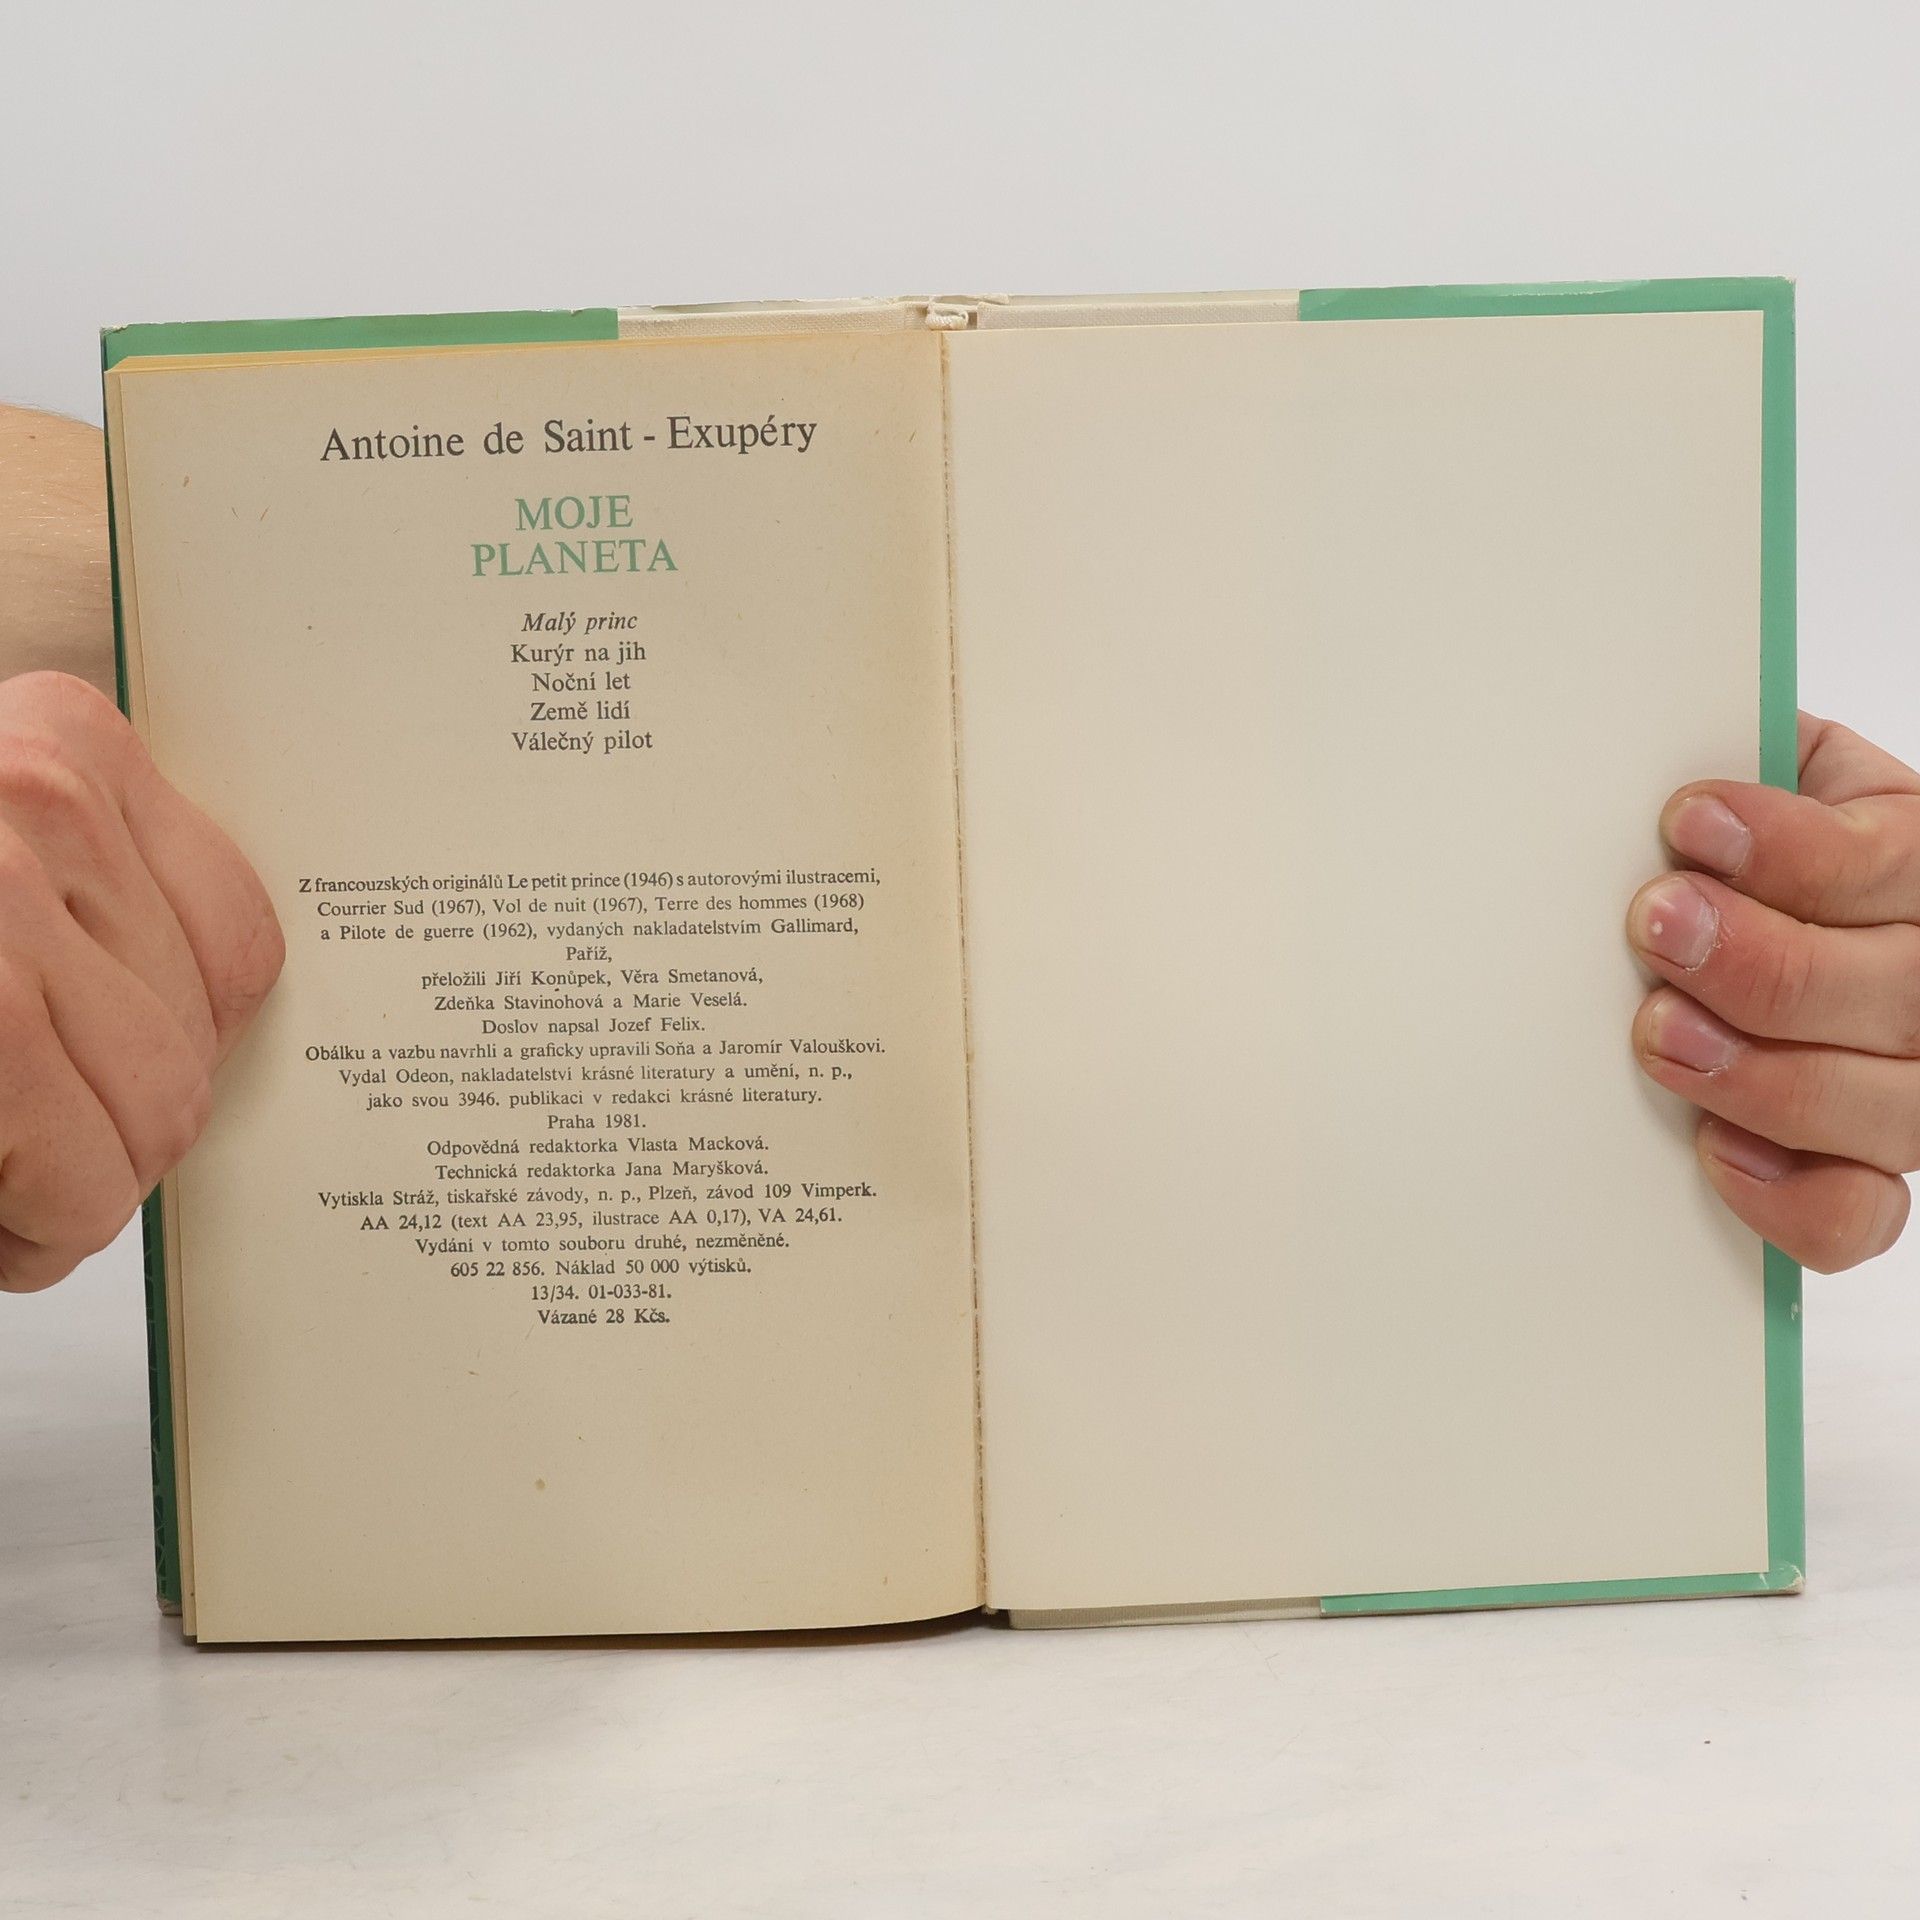 Antoine de Saint - Exupéry
MOJE
PLANETA
Malý princ
Kurýr na jih
Noční let
Země lidí
Válečný pilot
Z francouzských originálů Le petit prince (1946) s autorovými ilustracemi,
Courrier Sud (1967), Vol de nuit (1967), Terre des hommes (1968)
a Pilote de guerre (1962), vydaných nakladatelstvím Gallimard,
Paříž,
přeložili Jiří Konůpek, Věra Smetanová,
Zdeňka Stavinohová a Marie Veselá.
Doslov napsal Jozef Felix.
Obálku a vazbu navrhli a graficky upravili Soňa a Jaromír Valouškovi.
Vydal Odeon, nakladatelství krásné literatury a umění, n. p.,
jako svou 3946. publikaci v redakci krásné literatury.
Praha 1981.
Odpovědná redaktorka Vlasta Macková.
Technická redaktorka Jana Maryšková.
Vytiskla Stráž, tiskařské závody, n. p., Plzeň, závod 109 Vimperk.
AA 24,12 (text AA 23,95, ilustrace AA 0,17), VA 24,61.
Vydání v tomto souboru druhé, nezměněné.
605 22 856. Náklad 50 000 výtisků.
13/34. 01-033-81.
Vázané 28 Kčs.